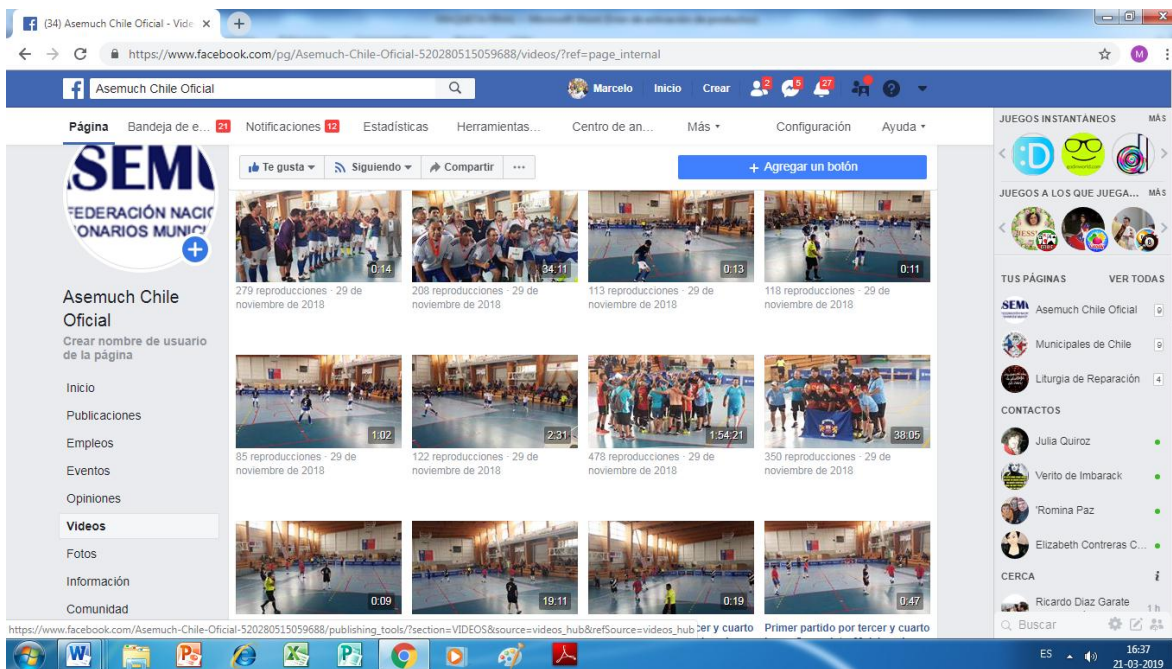 (34) Asemuch Chile Oficial - Vide
https://www.facebook.com/pg/Asemuch-Chile-Oficial-520280515059688/videos/?ref=page_internal
M
Asemuch Chile Oficial
Marcelo Inicio Crear 2 5 27
Página Bandeja de e... 21 Notificaciones 12 Estadísticas Herramientas... Centro de an... Más Configuración Ayuda
Te gusta Siguiendo Compartir ... + Agregar un botón
ASEMU
FEDERACIÓN NACIO
IONARIOS MUNICI
Asemuch Chile
Oficial
Crear nombre de usuario
de la página
Inicio
Publicaciones
Empleos
Eventos
Opiniones
Videos
Fotos
Información
Comunidad
0:14 34:11 0:13 0:11
279 reproducciones · 29 de
noviembre de 2018
208 reproducciones · 29 de
noviembre de 2018
113 reproducciones · 29 de
noviembre de 2018
118 reproducciones · 29 de
noviembre de 2018
1:02 2:31 1:54:21 38:05
85 reproducciones · 29 de
noviembre de 2018
122 reproducciones · 29 de
noviembre de 2018
478 reproducciones · 29 de
noviembre de 2018
350 reproducciones · 29 de
noviembre de 2018
0:09 19:11 0:19 0:47
cer y cuarto
Primer partido por tercer y cuarto
JUEGOS INSTANTÁNEOS MÁS
JUEGOS A LOS QUE JUEGA... MÁS
TUS PÁGINAS VER TODAS
Asemuch Chile Oficial 9
Municipales de Chile 9
Liturgia de Reparación 4
CONTACTOS
Julia Quiroz
Verito de Imbarack
'Romina Paz
Elizabeth Contreras C...
CERCA i
Ricardo Diaz Garate 1 h
Buscar
https://www.facebook.com/Asemuch-Chile-Oficial-520280515059688/publishing_tools/?section=VIDEOS&source=videos_hub&refSource=videos_hub
ES 16:37
21-03-2019